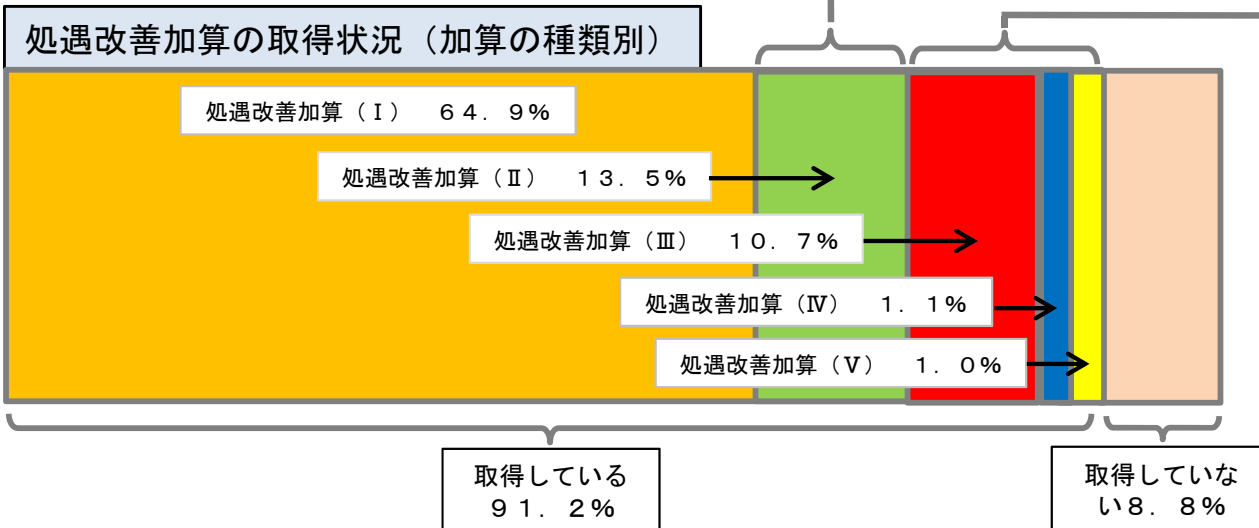 処遇改善加算の取得状況（加算の種類別）
処遇改善加算（Ⅰ）　６４．９％
処遇改善加算（Ⅱ）　１３．５％
処遇改善加算（Ⅲ）　１０．７％
処遇改善加算（Ⅳ）　１．１％
処遇改善加算（Ⅴ）　１．０％
取得している
９１．２％
取得していな
い８．８％